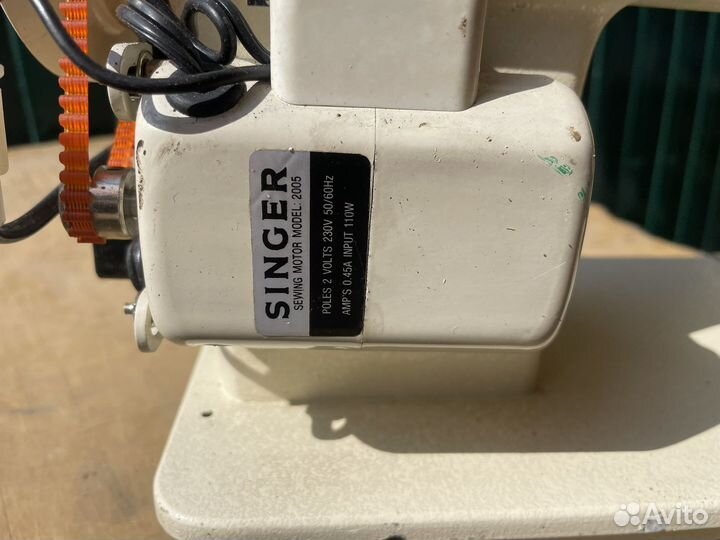 SINGER
SEWING MOTOR MODEL: 2005
POLES 2 VOLTS 230V 50/60Hz
AMP'S 0.45A INPUT 110W
Avito